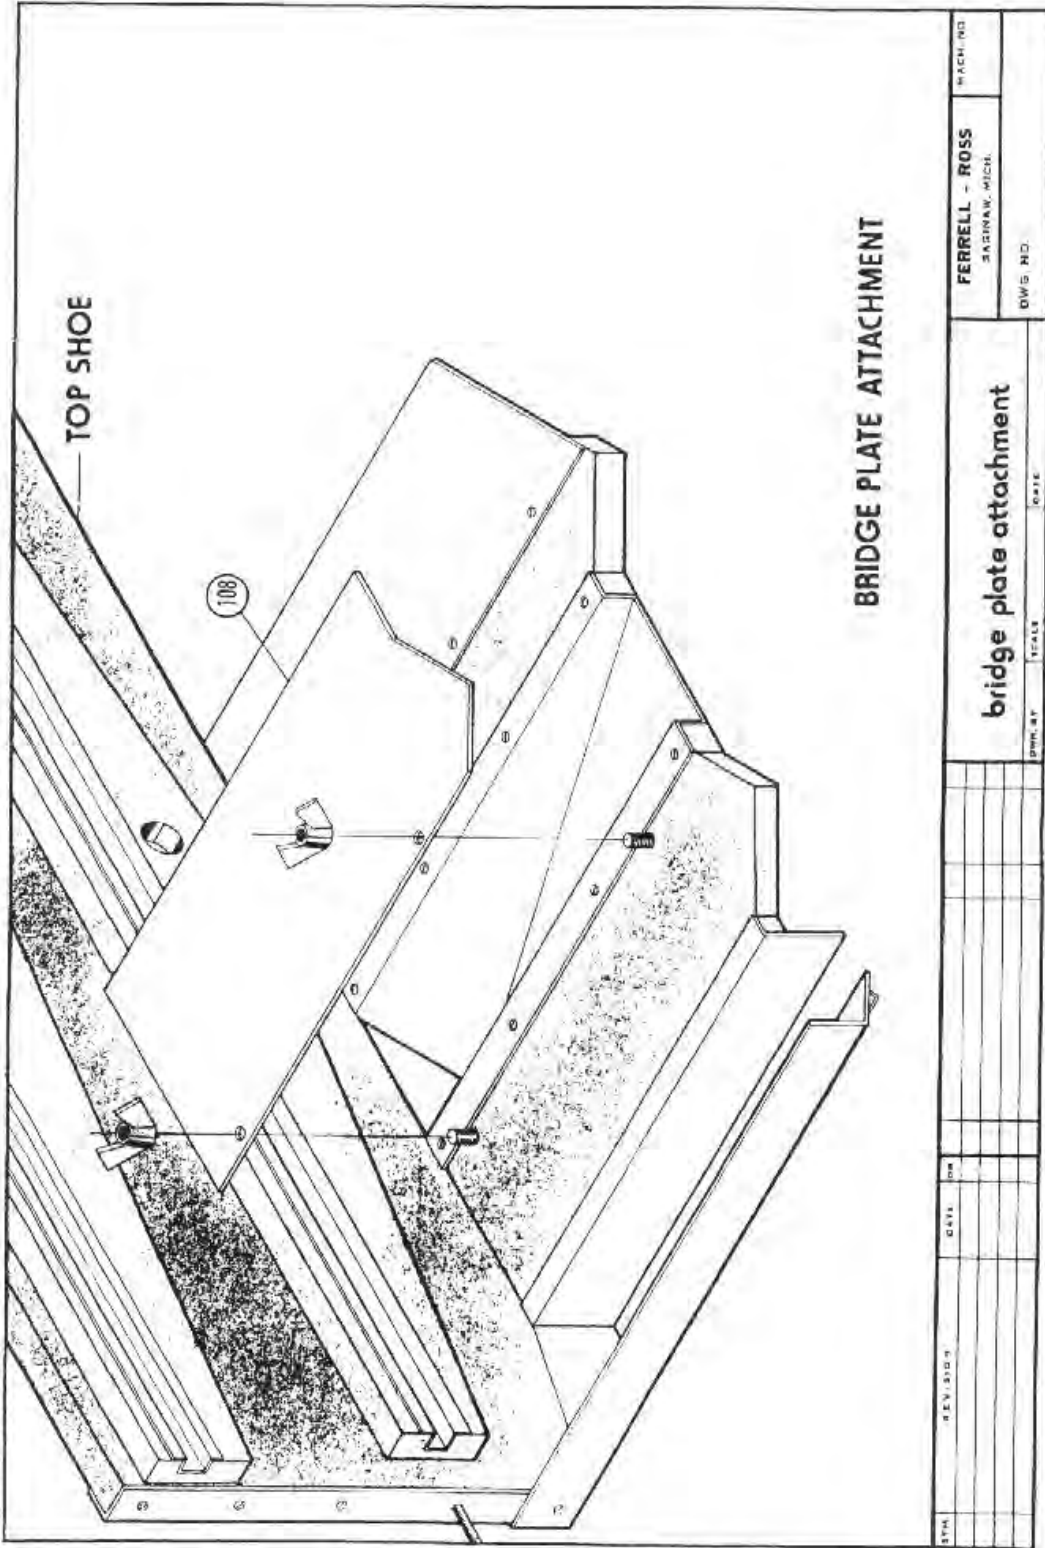 TOP SHOE
108
BRIDGE PLATE ATTACHMENT
SYM.
REVISION
DATE
DR
bridge plate attachment
DWN. BY
SCALE
DATE
FERRELL - ROSS
SAGINAW, MICH.
MACH. NO.
DWG. NO.